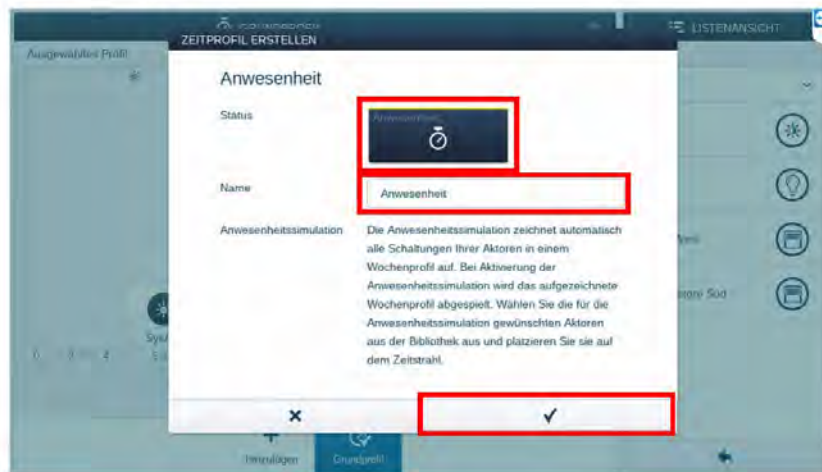 LISTENANSICHT
ZEITPROFIL ERSTELLEN
Ausgewähltes Profil
Anwesenheit
Status
Anwesenheit
Name
Anwesenheit
Anwesenheitssimulation
Die Anwesenheitssimulation zeichnet automatisch
alle Schaltungen Ihrer Aktoren in einem
Wochenprofil auf. Bei Aktivierung der
Anwesenheitssimulation wird das aufgezeichnete
Wochenprofil abgespielt. Wählen Sie die für die
Anwesenheitssimulation gewünschten Aktoren
aus der Bibliothek aus und platzieren Sie sie auf
dem Zeitstrahl.
Süd
Hinzufügen
Grundprofil